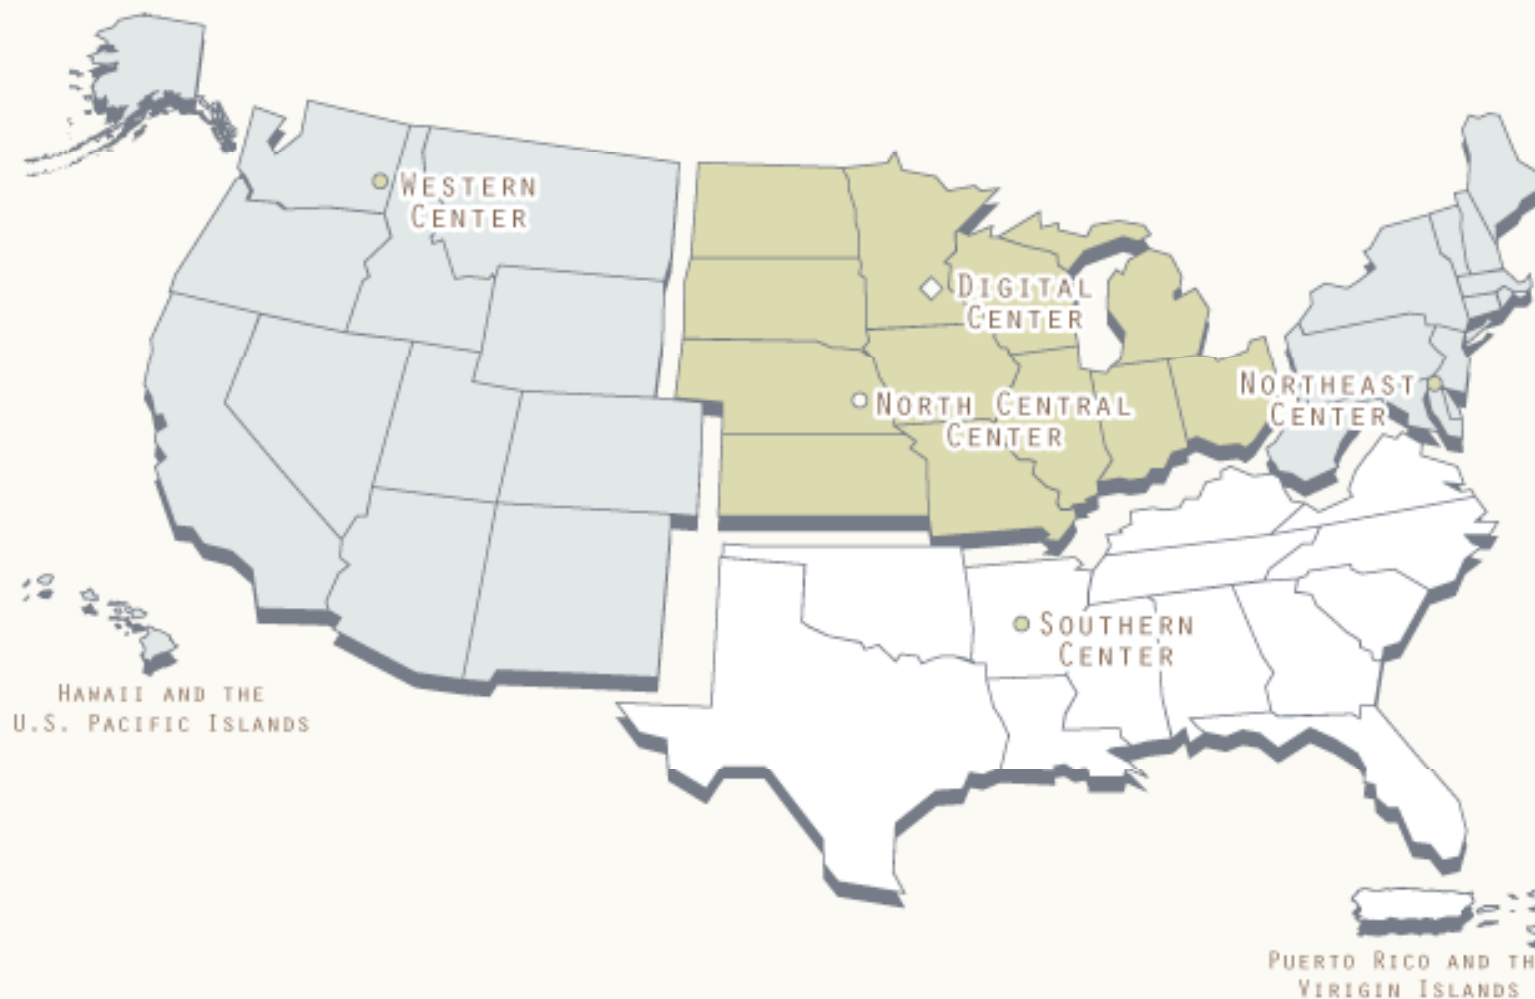 Western
Center
Digital
Center
North Central
Center
Northeast
Center
Southern
Center
Hawaii and the
U.S. Pacific Islands
Puerto Rico and th
Virigin Islands